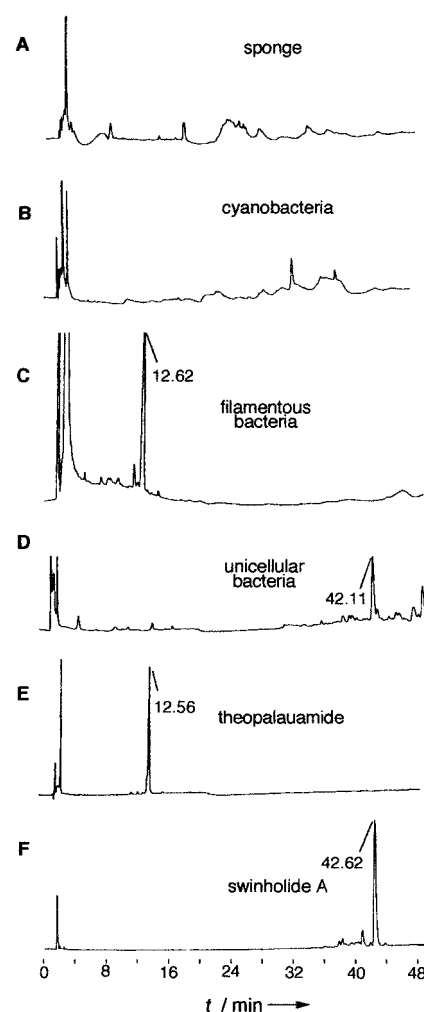 A
sponge
B
cyanobacteria
C
12.62
filamentous
bacteria
D
unicellular
bacteria
42.11
E
12.56
theopalauamide
F
42.62
swinholide A
0 8 16 24 32 40 48
t / min